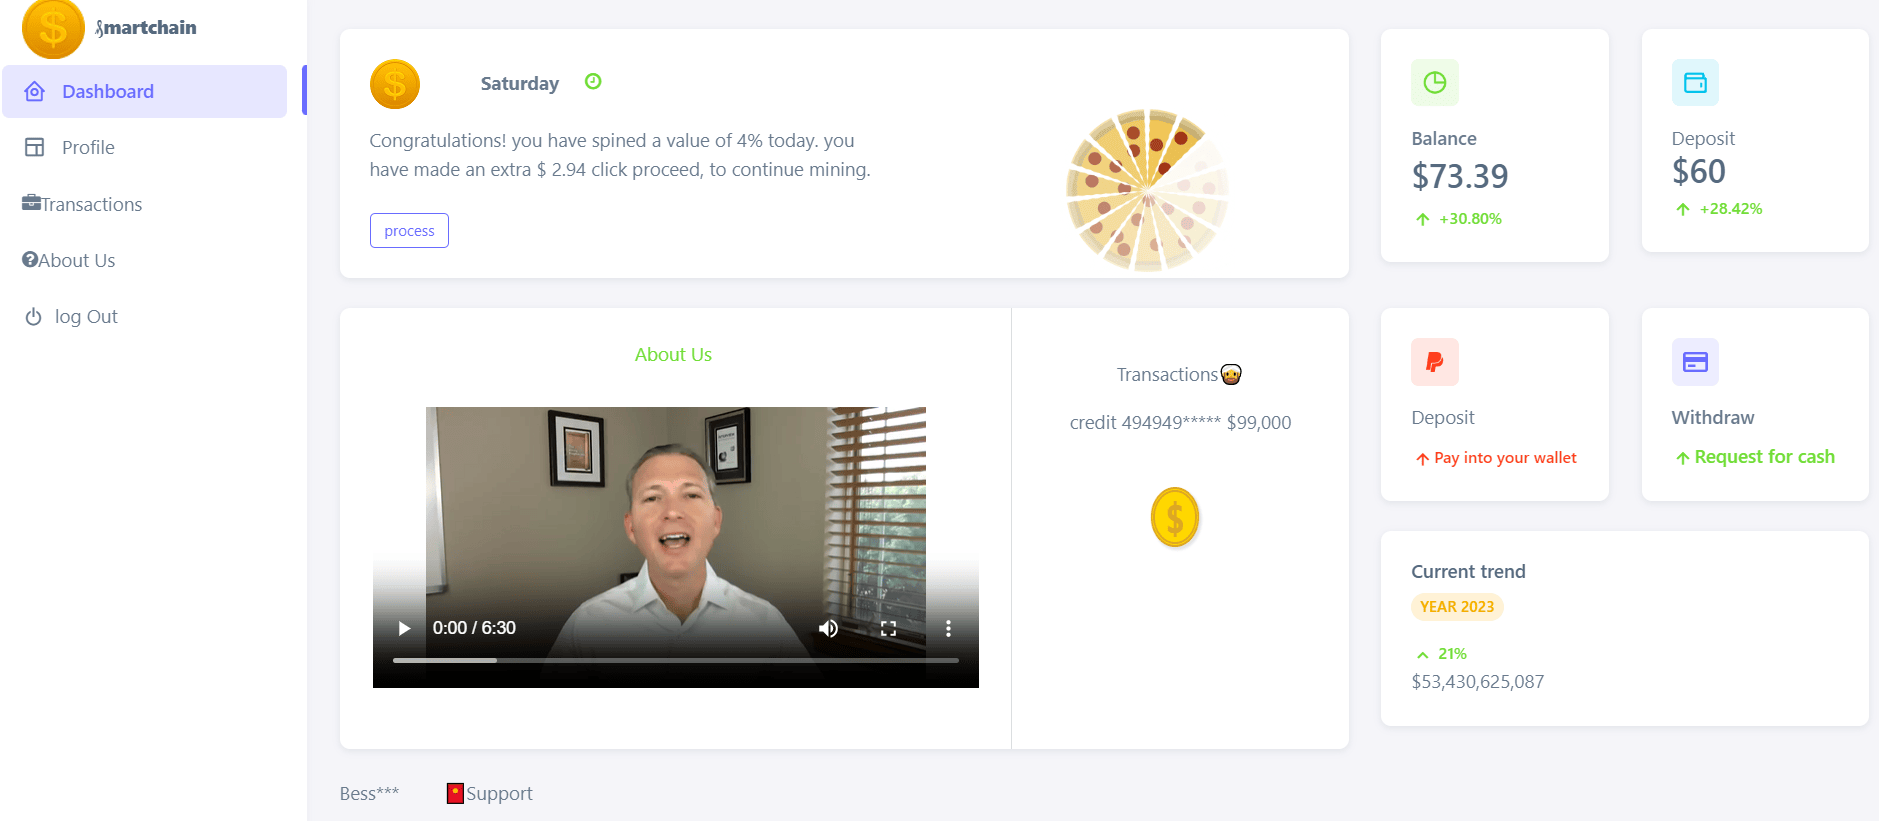 $ Smartchain
Dashboard
Profile
Transactions
About Us
log Out
$
Saturday
Congratulations! you have spined a value of 4% today. you
have made an extra $ 2.94 click proceed, to continue mining.
process
Balance
$73.39
+30.80%
Deposit
$60
+28.42%
About Us
0:00 / 6:30
Transactions
credit 494949***** $99,000
$
Deposit
Pay into your wallet
Withdraw
Request for cash
Current trend
YEAR 2023
21%
$53,430,625,087
Bess***
Support